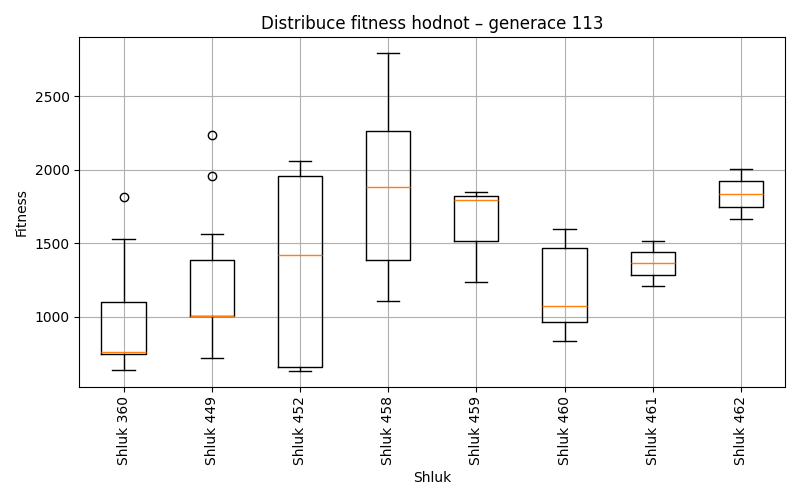 Distribuce fitness hodnot – generace 113
Fitness
2500
2000
1500
1000
Shluk 360
Shluk 449
Shluk 452
Shluk 458
Shluk 459
Shluk 460
Shluk 461
Shluk 462
Shluk